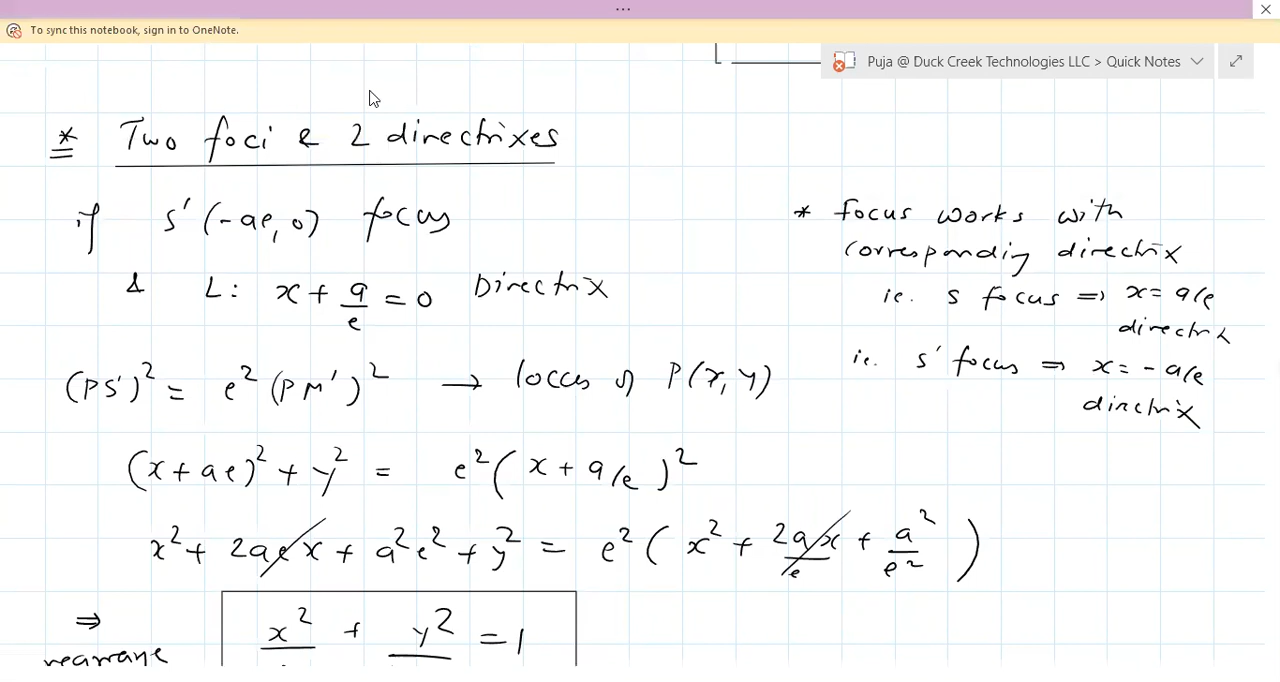 ...
To sync this notebook, sign in to OneNote.
Puja @ Duck Creek Technologies LLC > Quick Notes
* Two foci & 2 directrixes
if S'(-ae, 0) focus
& L: x + a/e = 0 Directrix
(PS')² = e² (PM')² → locus of P(x, y)
(x + ae)² + y² = e² (x + a/e)²
x² + 2aex + a²e² + y² = e² (x² + 2ax/e + a²/e²)
⇒ rearrange
x² + y² = 1
* focus works with
corresponding directrix
ie. S focus ⇒ x = a/e
directrix
ie. S' focus ⇒ x = - a/e
directrix